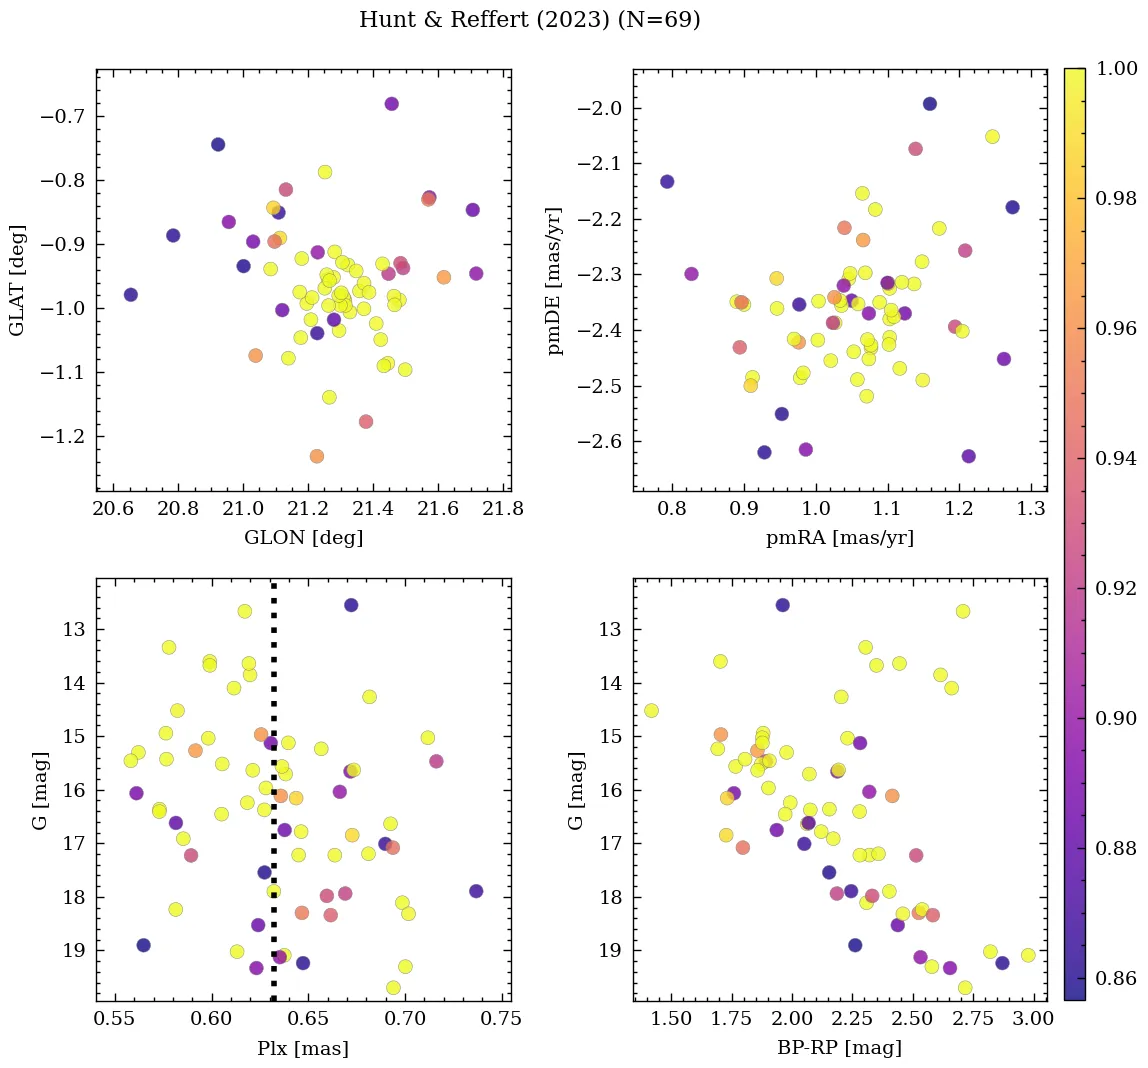 Hunt & Reffert (2023) (N=69)
GLAT [deg]
−0.7
−0.8
−0.9
−1.0
−1.1
−1.2
20.6 20.8 21.0 21.2 21.4 21.6 21.8
GLON [deg]
pmDE [mas/yr]
−2.0
−2.1
−2.2
−2.3
−2.4
−2.5
−2.6
0.8 0.9 1.0 1.1 1.2 1.3
pmRA [mas/yr]
G [mag]
13
14
15
16
17
18
19
0.55 0.60 0.65 0.70 0.75
Plx [mas]
G [mag]
13
14
15
16
17
18
19
1.50 1.75 2.00 2.25 2.50 2.75 3.00
BP-RP [mag]
1.00
0.98
0.96
0.94
0.92
0.90
0.88
0.86